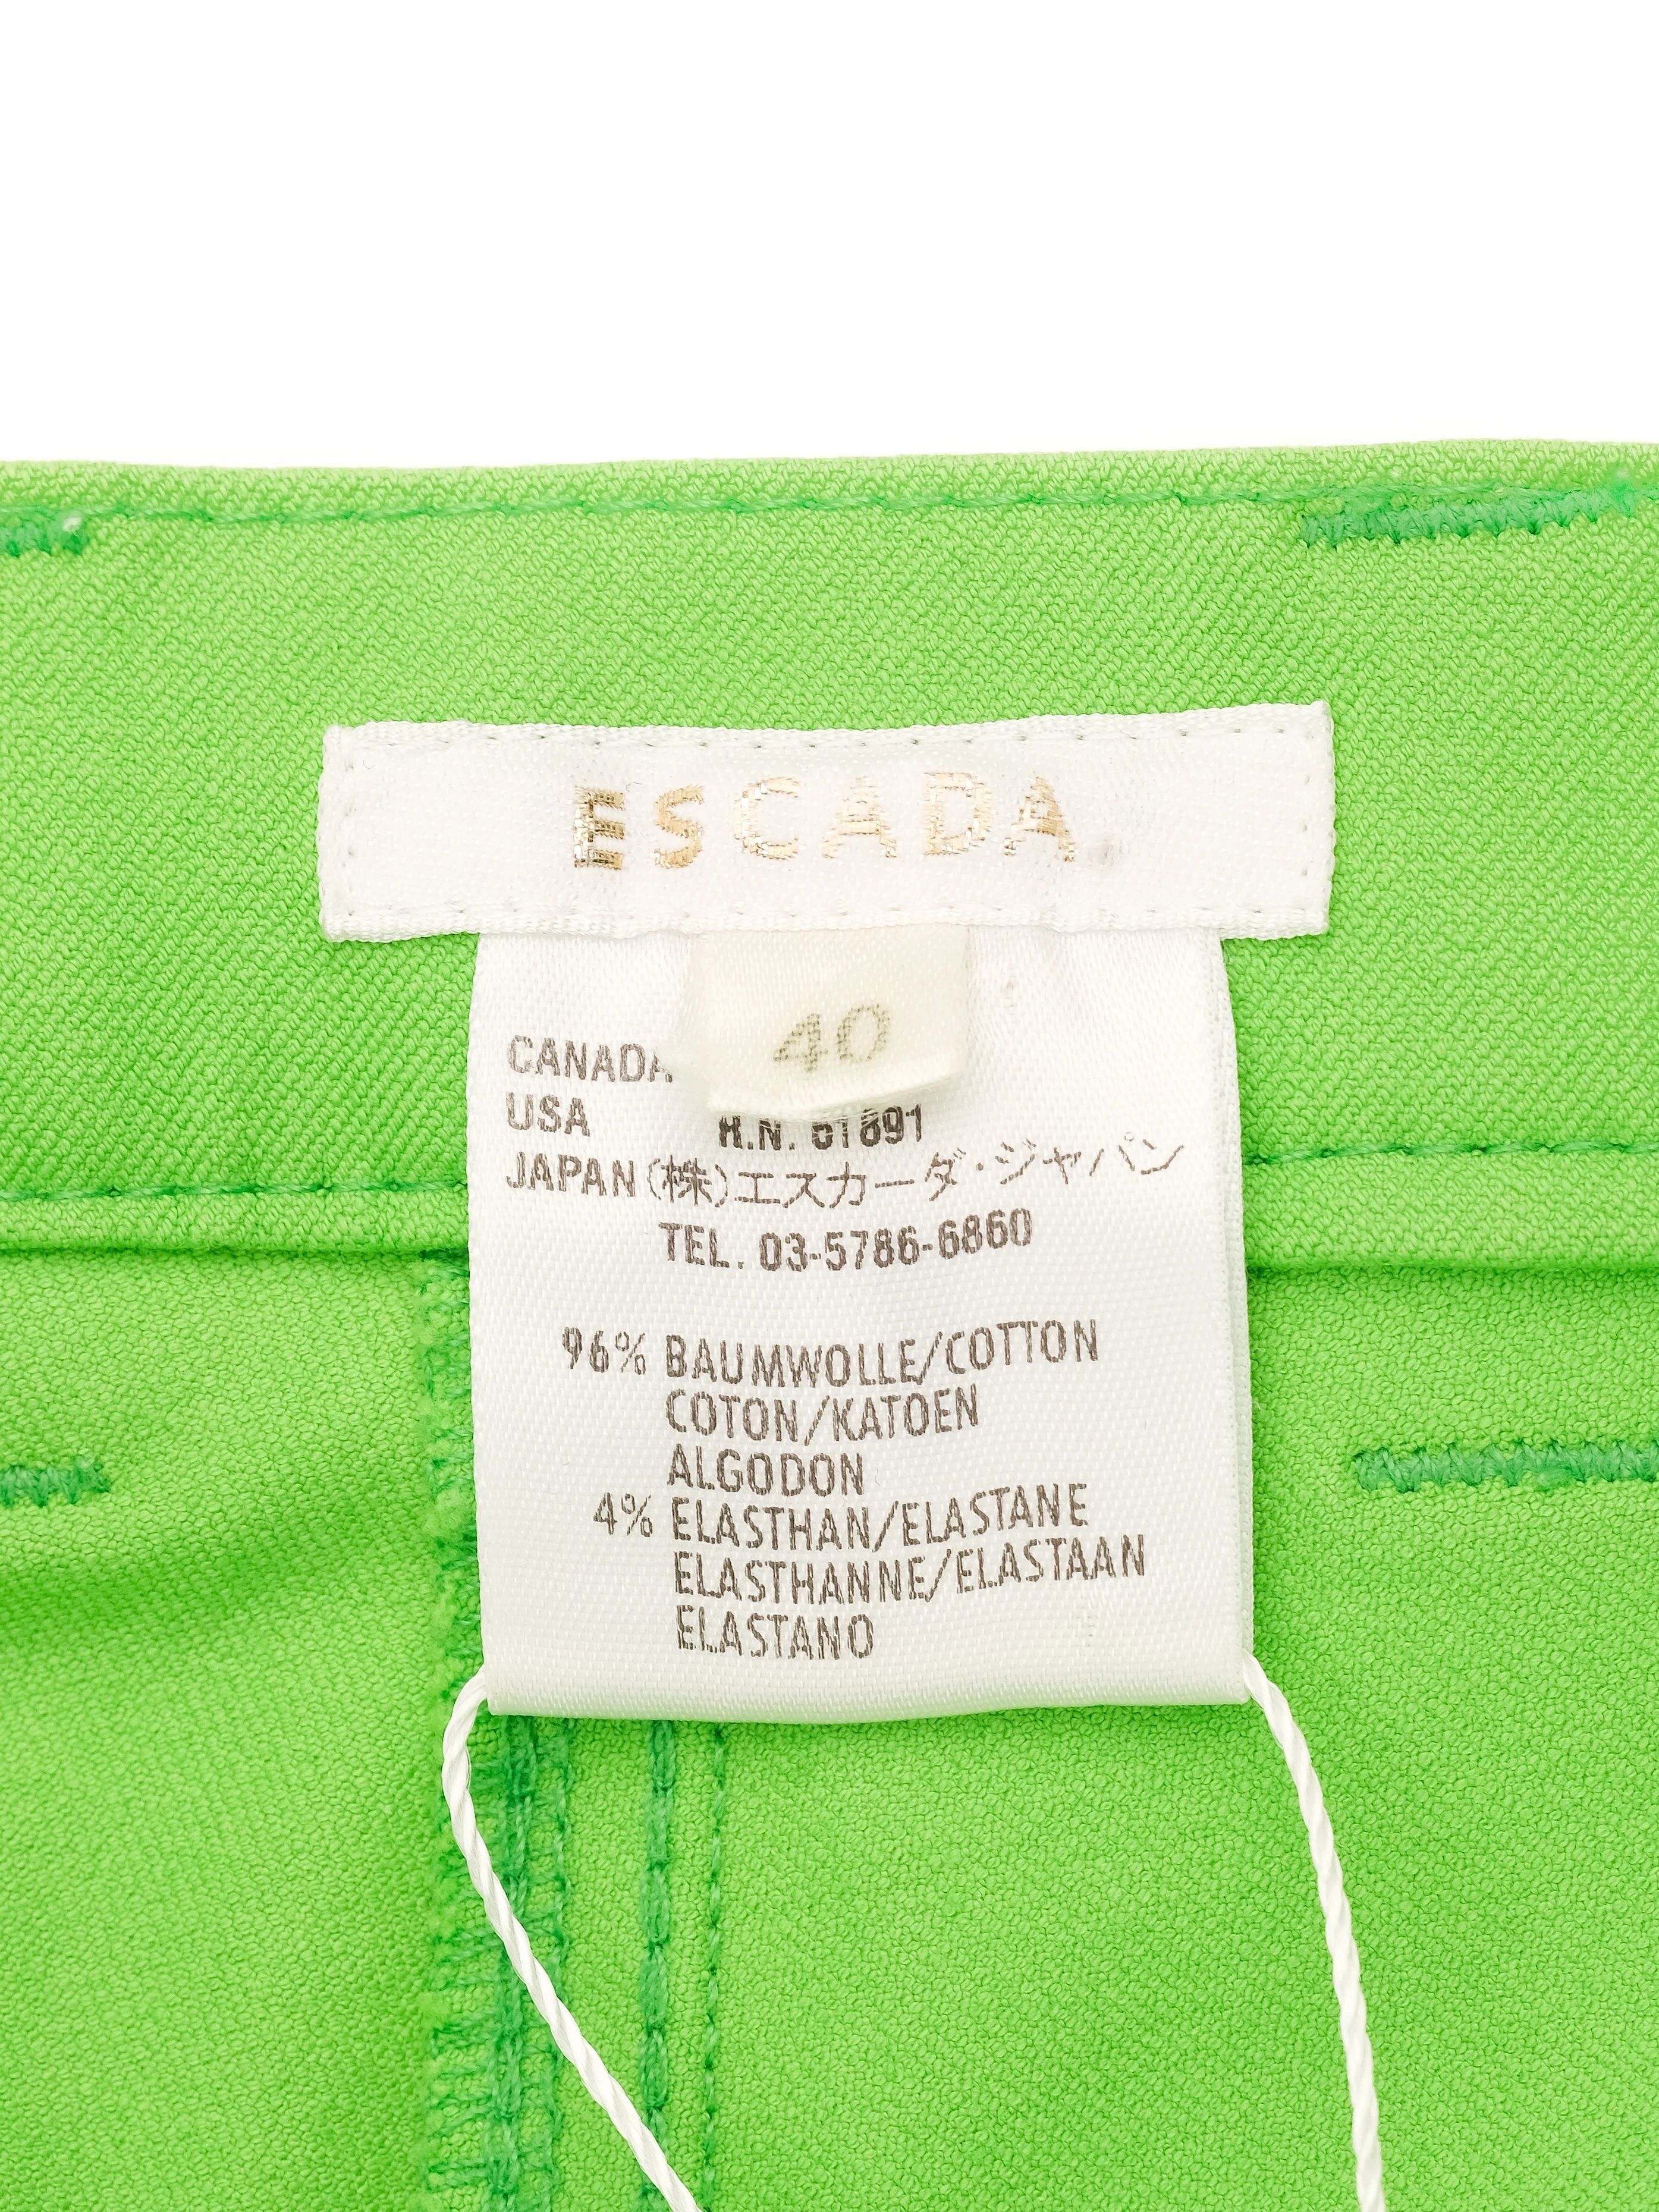 ESCADA
40
CANADA
USA R.N. 61891
JAPAN (株)エスカーダ・ジャパン
TEL. 03-5786-6860
96% BAUMWOLLE/COTTON
COTON/KATOEN
ALGODON
4% ELASTHAN/ELASTANE
ELASTHANNE/ELASTAAN
ELASTANO